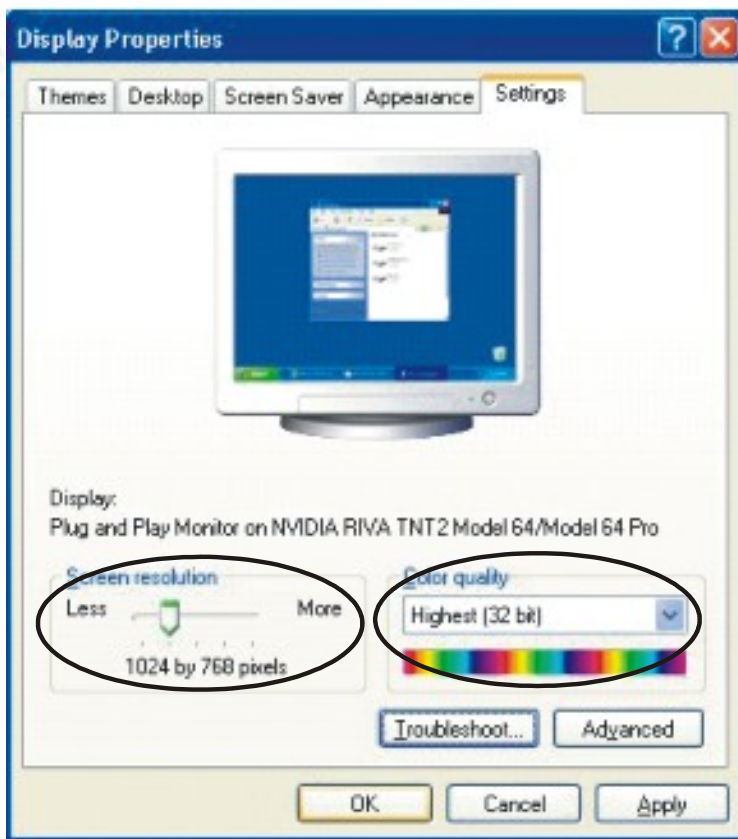 Display Properties
?
Themes Desktop Screen Saver Appearance Settings
Display:
Plug and Play Monitor on NVIDIA RIVA TNT2 Model 64/Model 64 Pro
Screen resolution
Less More
1024 by 768 pixels
Color quality
Highest (32 bit)
Troubleshoot... Advanced
OK Cancel Apply